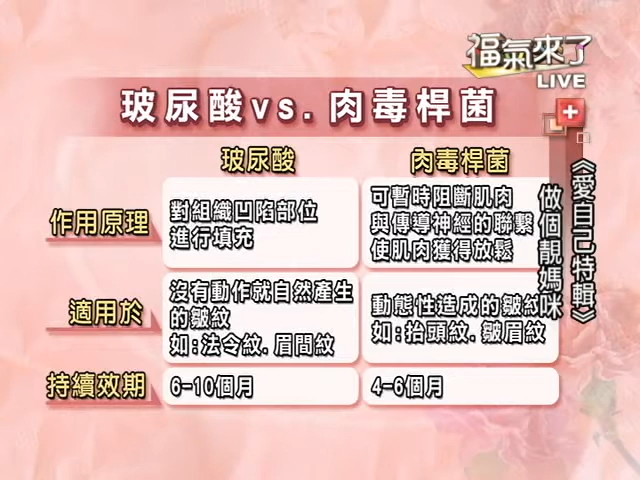 福氣來了
LIVE
玻尿酸vs.肉毒桿菌
玻尿酸
肉毒桿菌
作用原理
對組織凹陷部位
進行填充
可暫時阻斷肌肉
與傳導神經的聯繫
使肌肉獲得放鬆
適用於
沒有動作就自然產生
的皺紋
如:法令紋.眉間紋
動態性造成的皺紋
如:抬頭紋.皺眉紋
持續效期
6-10個月
4-6個月
《愛自己特輯》
做個靚媽咪